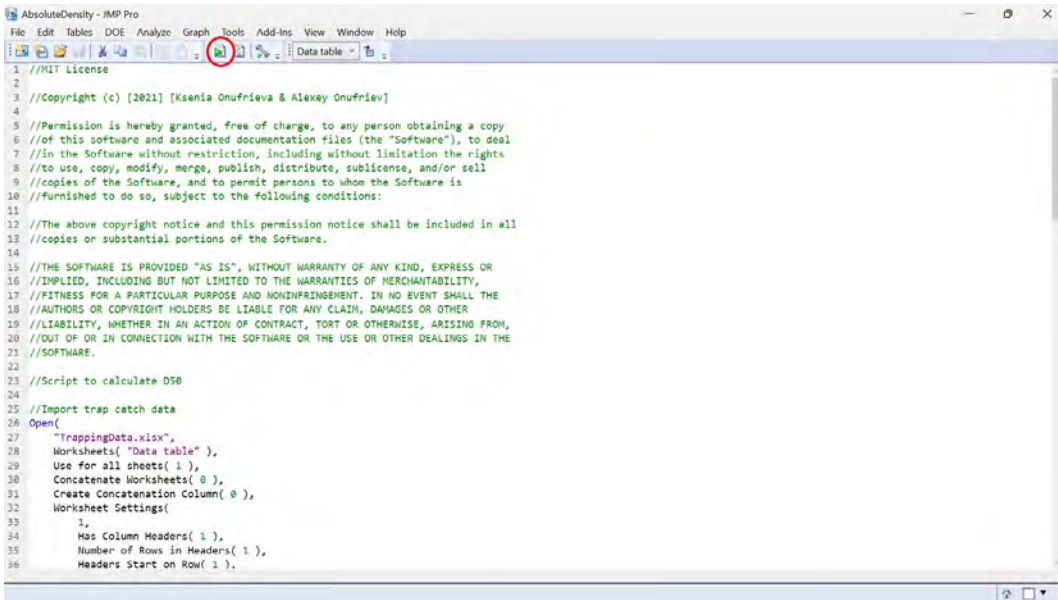 AbsoluteDensity - JMP Pro
File Edit Tables DOE Analyze Graph Tools Add-Ins View Window Help
Data table
1 //MIT License
2
3 //Copyright (c) [2021] [Ksenia Onufrieva & Alexey Onufriev]
4
5 //Permission is hereby granted, free of charge, to any person obtaining a copy
6 //of this software and associated documentation files (the "Software"), to deal
7 //in the Software without restriction, including without limitation the rights
8 //to use, copy, modify, merge, publish, distribute, sublicense, and/or sell
9 //copies of the Software, and to permit persons to whom the Software is
10 //furnished to do so, subject to the following conditions:
11
12 //The above copyright notice and this permission notice shall be included in all
13 //copies or substantial portions of the Software.
14
15 //THE SOFTWARE IS PROVIDED "AS IS", WITHOUT WARRANTY OF ANY KIND, EXPRESS OR
16 //IMPLIED, INCLUDING BUT NOT LIMITED TO THE WARRANTIES OF MERCHANTABILITY,
17 //FITNESS FOR A PARTICULAR PURPOSE AND NONINFRINGEMENT. IN NO EVENT SHALL THE
18 //AUTHORS OR COPYRIGHT HOLDERS BE LIABLE FOR ANY CLAIM, DAMAGES OR OTHER
19 //LIABILITY, WHETHER IN AN ACTION OF CONTRACT, TORT OR OTHERWISE, ARISING FROM,
20 //OUT OF OR IN CONNECTION WITH THE SOFTWARE OR THE USE OR OTHER DEALINGS IN THE
21 //SOFTWARE.
22
23 //Script to calculate D50
24
25 //Import trap catch data
26 Open(
27 "TrappingData.xlsx",
28 Worksheets( "Data table" ),
29 Use for all sheets( 1 ),
30 Concatenate Worksheets( 0 ),
31 Create Concatenation Column( 0 ),
32 Worksheet Settings(
33 1,
34 Has Column Headers( 1 ),
35 Number of Rows in Headers( 1 ),
36 Headers Start on Row( 1 ),